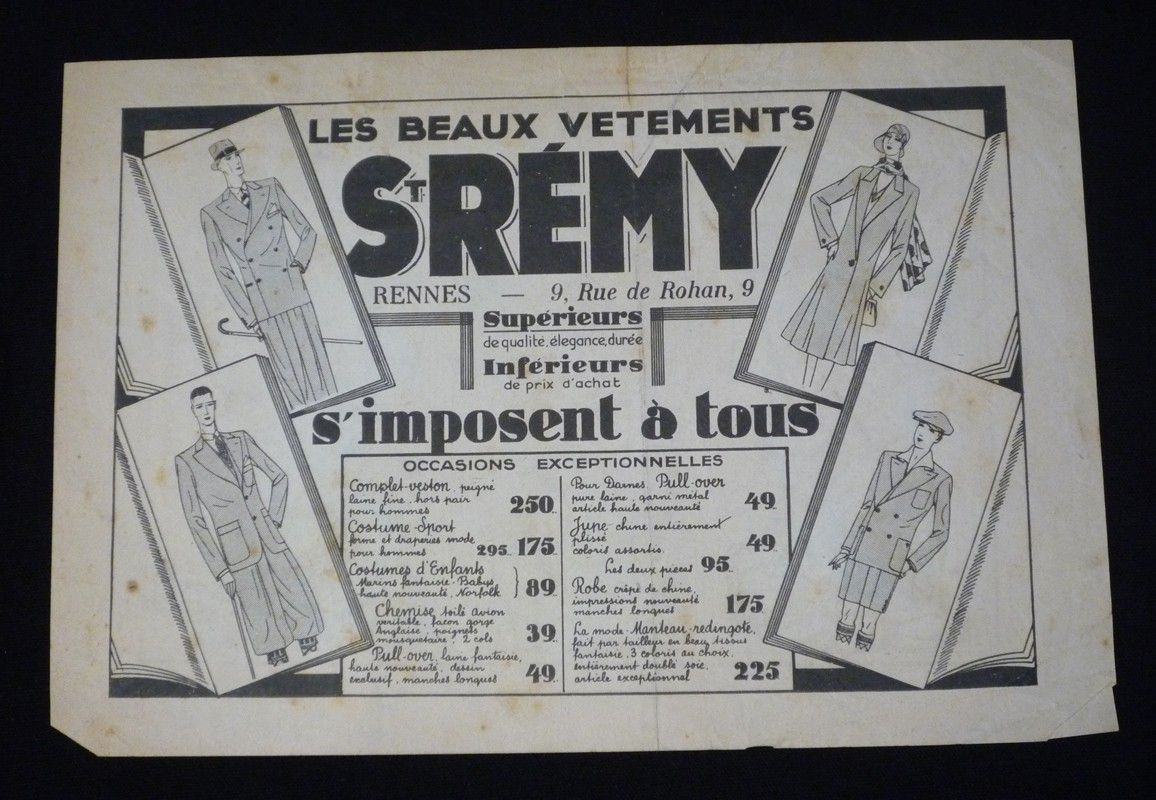 LES BEAUX VETEMENTS
ST RÉMY
RENNES — 9, Rue de Rohan, 9
Supérieurs
de qualité, élegance, durée
Inférieurs
de prix d'achat
s'imposent à tous
OCCASIONS EXCEPTIONNELLES
Complet-veston, peigné
laine fine, hors pair
pour hommes 250
Costume-Sport
forme et draperies mode
pour hommes 295 175
Costumes d'Enfants
Marins fantaisie. Babys
haute nouveauté, Norfolk } 89
Chemise toile avion
veritable, facon gorge
Anglaise poignets
mousquetaire, 2 cols 39
Pull-over, laine fantaisie,
haute nouveauté, dessin
exclusif, manches longues 49
Pour Dames, Pull-over
pure laine, garni métal
article haute nouveauté 49
Jupe chine entièrement
plissé
coloris assortis. 49
Les deux pièces 95
Robe crêpe de chine,
impressions nouveauté
manches longues 175
La mode-Manteau-redingote,
fait par tailleur en beau tissus
fantaisie, 3 coloris au choix,
entièrement doublé soie,
article exceptionnel 225